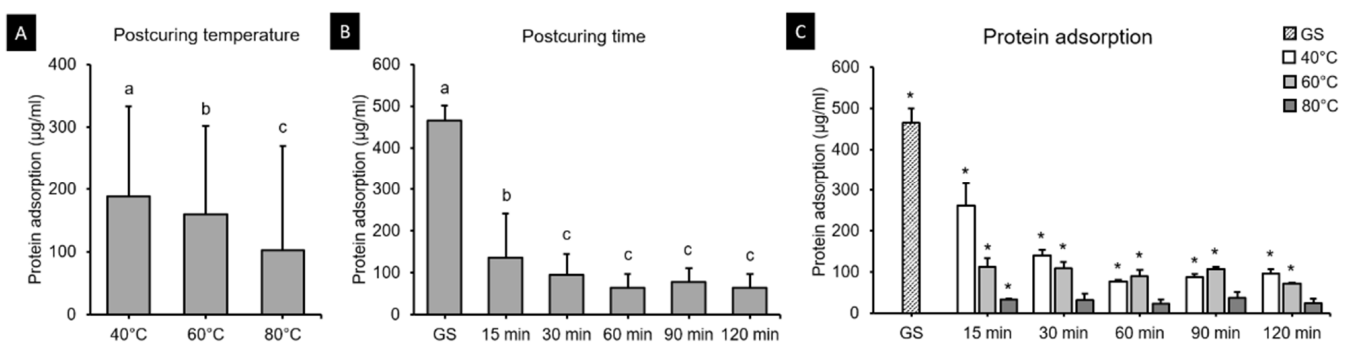 A
Postcuring temperature
Protein adsorption (µg/ml)
400
300
200
100
0
a
b
c
40°C
60°C
80°C
B
Postcuring time
Protein adsorption (µg/ml)
600
500
400
300
200
100
0
a
b
c
c
c
c
GS
15 min
30 min
60 min
90 min
120 min
C
Protein adsorption
GS
40°C
60°C
80°C
Protein adsorption (µg/ml)
600
500
400
300
200
100
0
*
*
*
*
*
*
*
*
*
*
*
*
GS
15 min
30 min
60 min
90 min
120 min